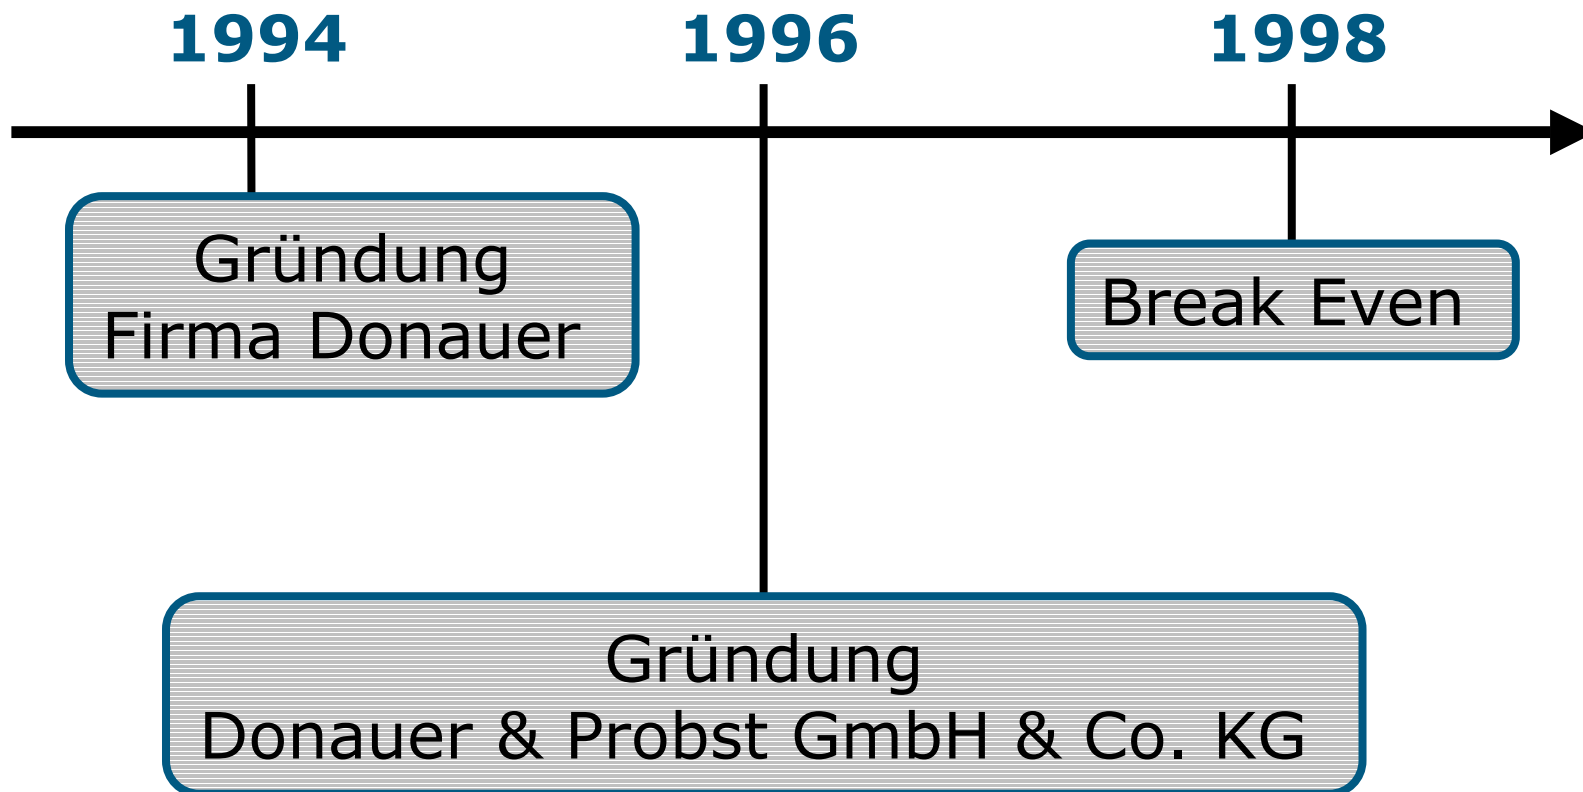 1994
1996
1998
Gründung
Firma Donauer
Break Even
Gründung
Donauer & Probst GmbH & Co. KG